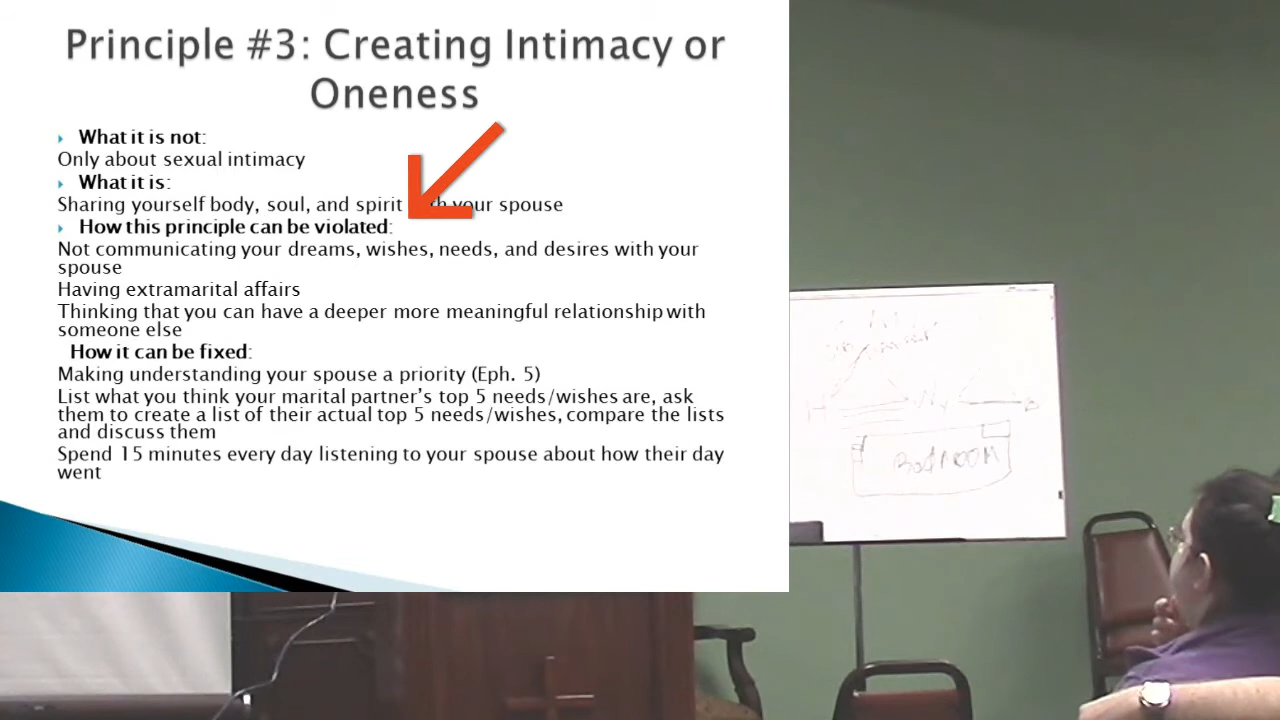 Principle #3: Creating Intimacy or
Oneness
What it is not:
Only about sexual intimacy
What it is:
Sharing yourself body, soul, and spirit with your spouse
How this principle can be violated:
Not communicating your dreams, wishes, needs, and desires with your
spouse
Having extramarital affairs
Thinking that you can have a deeper more meaningful relationship with
someone else
How it can be fixed:
Making understanding your spouse a priority (Eph. 5)
List what you think your marital partner's top 5 needs/wishes are, ask
them to create a list of their actual top 5 needs/wishes, compare the lists
and discuss them
Spend 15 minutes every day listening to your spouse about how their day
went